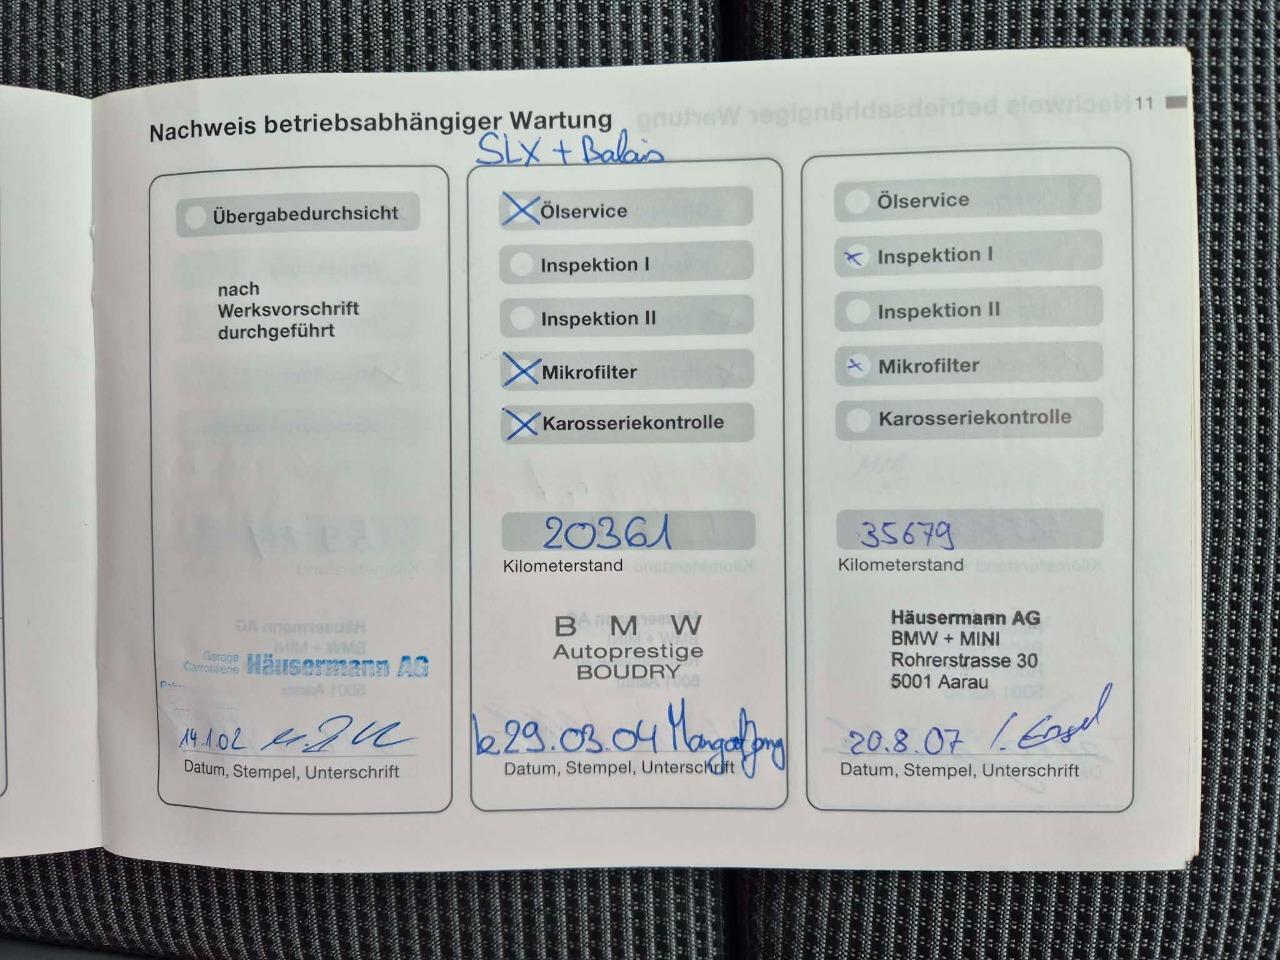 11
Nachweis betriebsabhängiger Wartung
Übergabedurchsicht
nach
Werksvorschrift
durchgeführt
Garage
Carrosserie Häusermann AG
14.1.02
Datum, Stempel, Unterschrift
SLX + Balais
Ölservice
Inspektion I
Inspektion II
Mikrofilter
Karosseriekontrolle
20361
Kilometerstand
BMW
Autoprestige
BOUDRY
le 29.03.04
Datum, Stempel, Unterschrift
Ölservice
Inspektion I
Inspektion II
Mikrofilter
Karosseriekontrolle
35679
Kilometerstand
Häusermann AG
BMW + MINI
Rohrerstrasse 30
5001 Aarau
20.8.07
Datum, Stempel, Unterschrift